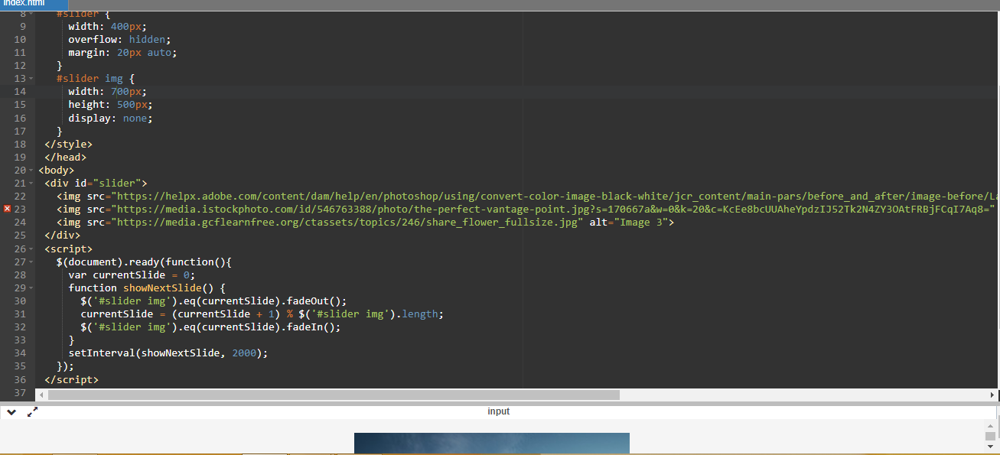 index.html
8 #slider {
9 width: 400px;
10 overflow: hidden;
11 margin: 20px auto;
12 }
13 #slider img {
14 width: 700px;
15 height: 500px;
16 display: none;
17 }
18 </style>
19 </head>
20 <body>
21 <div id="slider">
22 <img src="https://helpx.adobe.com/content/dam/help/en/photoshop/using/convert-color-image-black-white/jcr_content/main-pars/before_and_after/image-before/La
23 <img src="https://media.istockphoto.com/id/546763388/photo/the-perfect-vantage-point.jpg?s=170667a&w=0&k=20&c=KcEe8bcUUAheYpdzIJ52Tk2N4ZY3OAtFRBjFCqI7Aq8="
24 <img src="https://media.gcflearnfree.org/ctassets/topics/246/share_flower_fullsize.jpg" alt="Image 3">
25 </div>
26 <script>
27 $(document).ready(function(){
28 var currentSlide = 0;
29 function showNextSlide() {
30 $('#slider img').eq(currentSlide).fadeOut();
31 currentSlide = (currentSlide + 1) % $('#slider img').length;
32 $('#slider img').eq(currentSlide).fadeIn();
33 }
34 setInterval(showNextSlide, 2000);
35 });
36 </script>
37
input